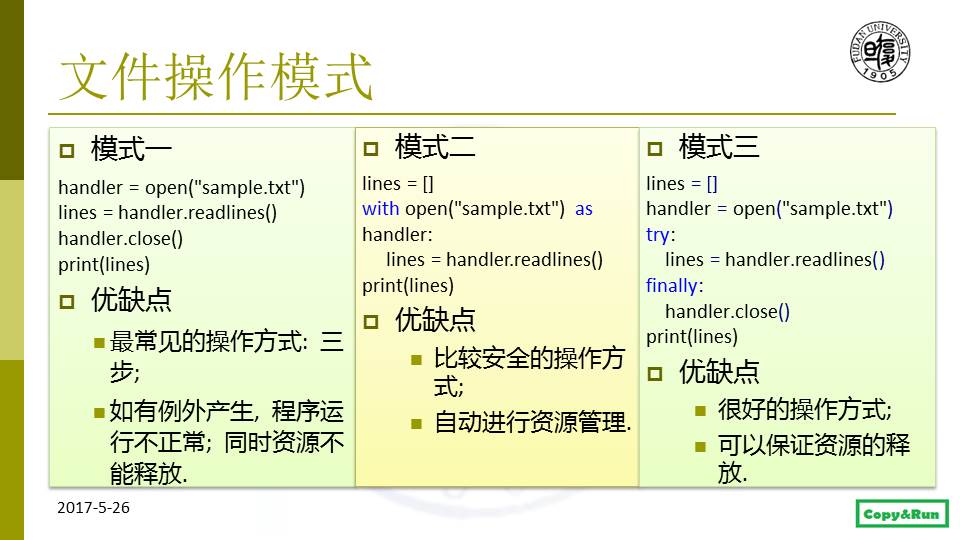 文件操作模式
FUDAN UNIVERSITY
1905
模式一
handler = open("sample.txt")
lines = handler.readlines()
handler.close()
print(lines)
优缺点
最常见的操作方式: 三
步;
如有例外产生, 程序运
行不正常; 同时资源不
能释放.
模式二
lines = []
with open("sample.txt") as
handler:
lines = handler.readlines()
print(lines)
优缺点
比较安全的操作方
式;
自动进行资源管理.
模式三
lines = []
handler = open("sample.txt")
try:
lines = handler.readlines()
finally:
handler.close()
print(lines)
优缺点
很好的操作方式;
可以保证资源的释
放.
2017-5-26
Copy&Run